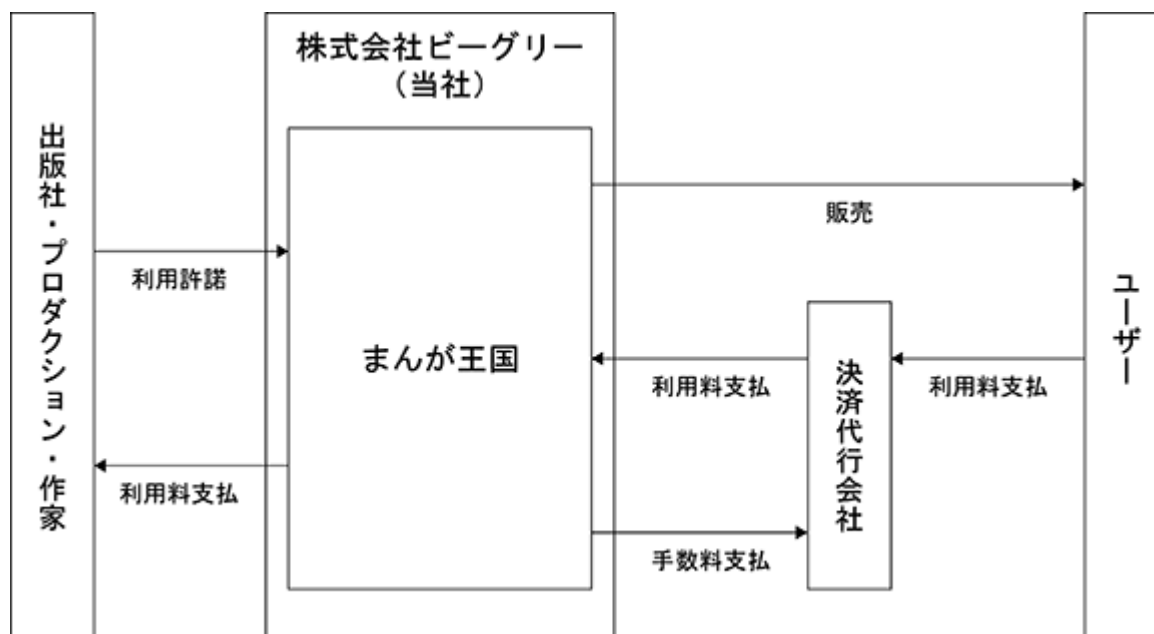 株式会社ビーグリー
（当社）
出版社・プロダクション・作家
利用許諾
利用料支払
まんが王国
販売
利用料支払
決済代行会社
利用料支払
手数料支払
ユーザー